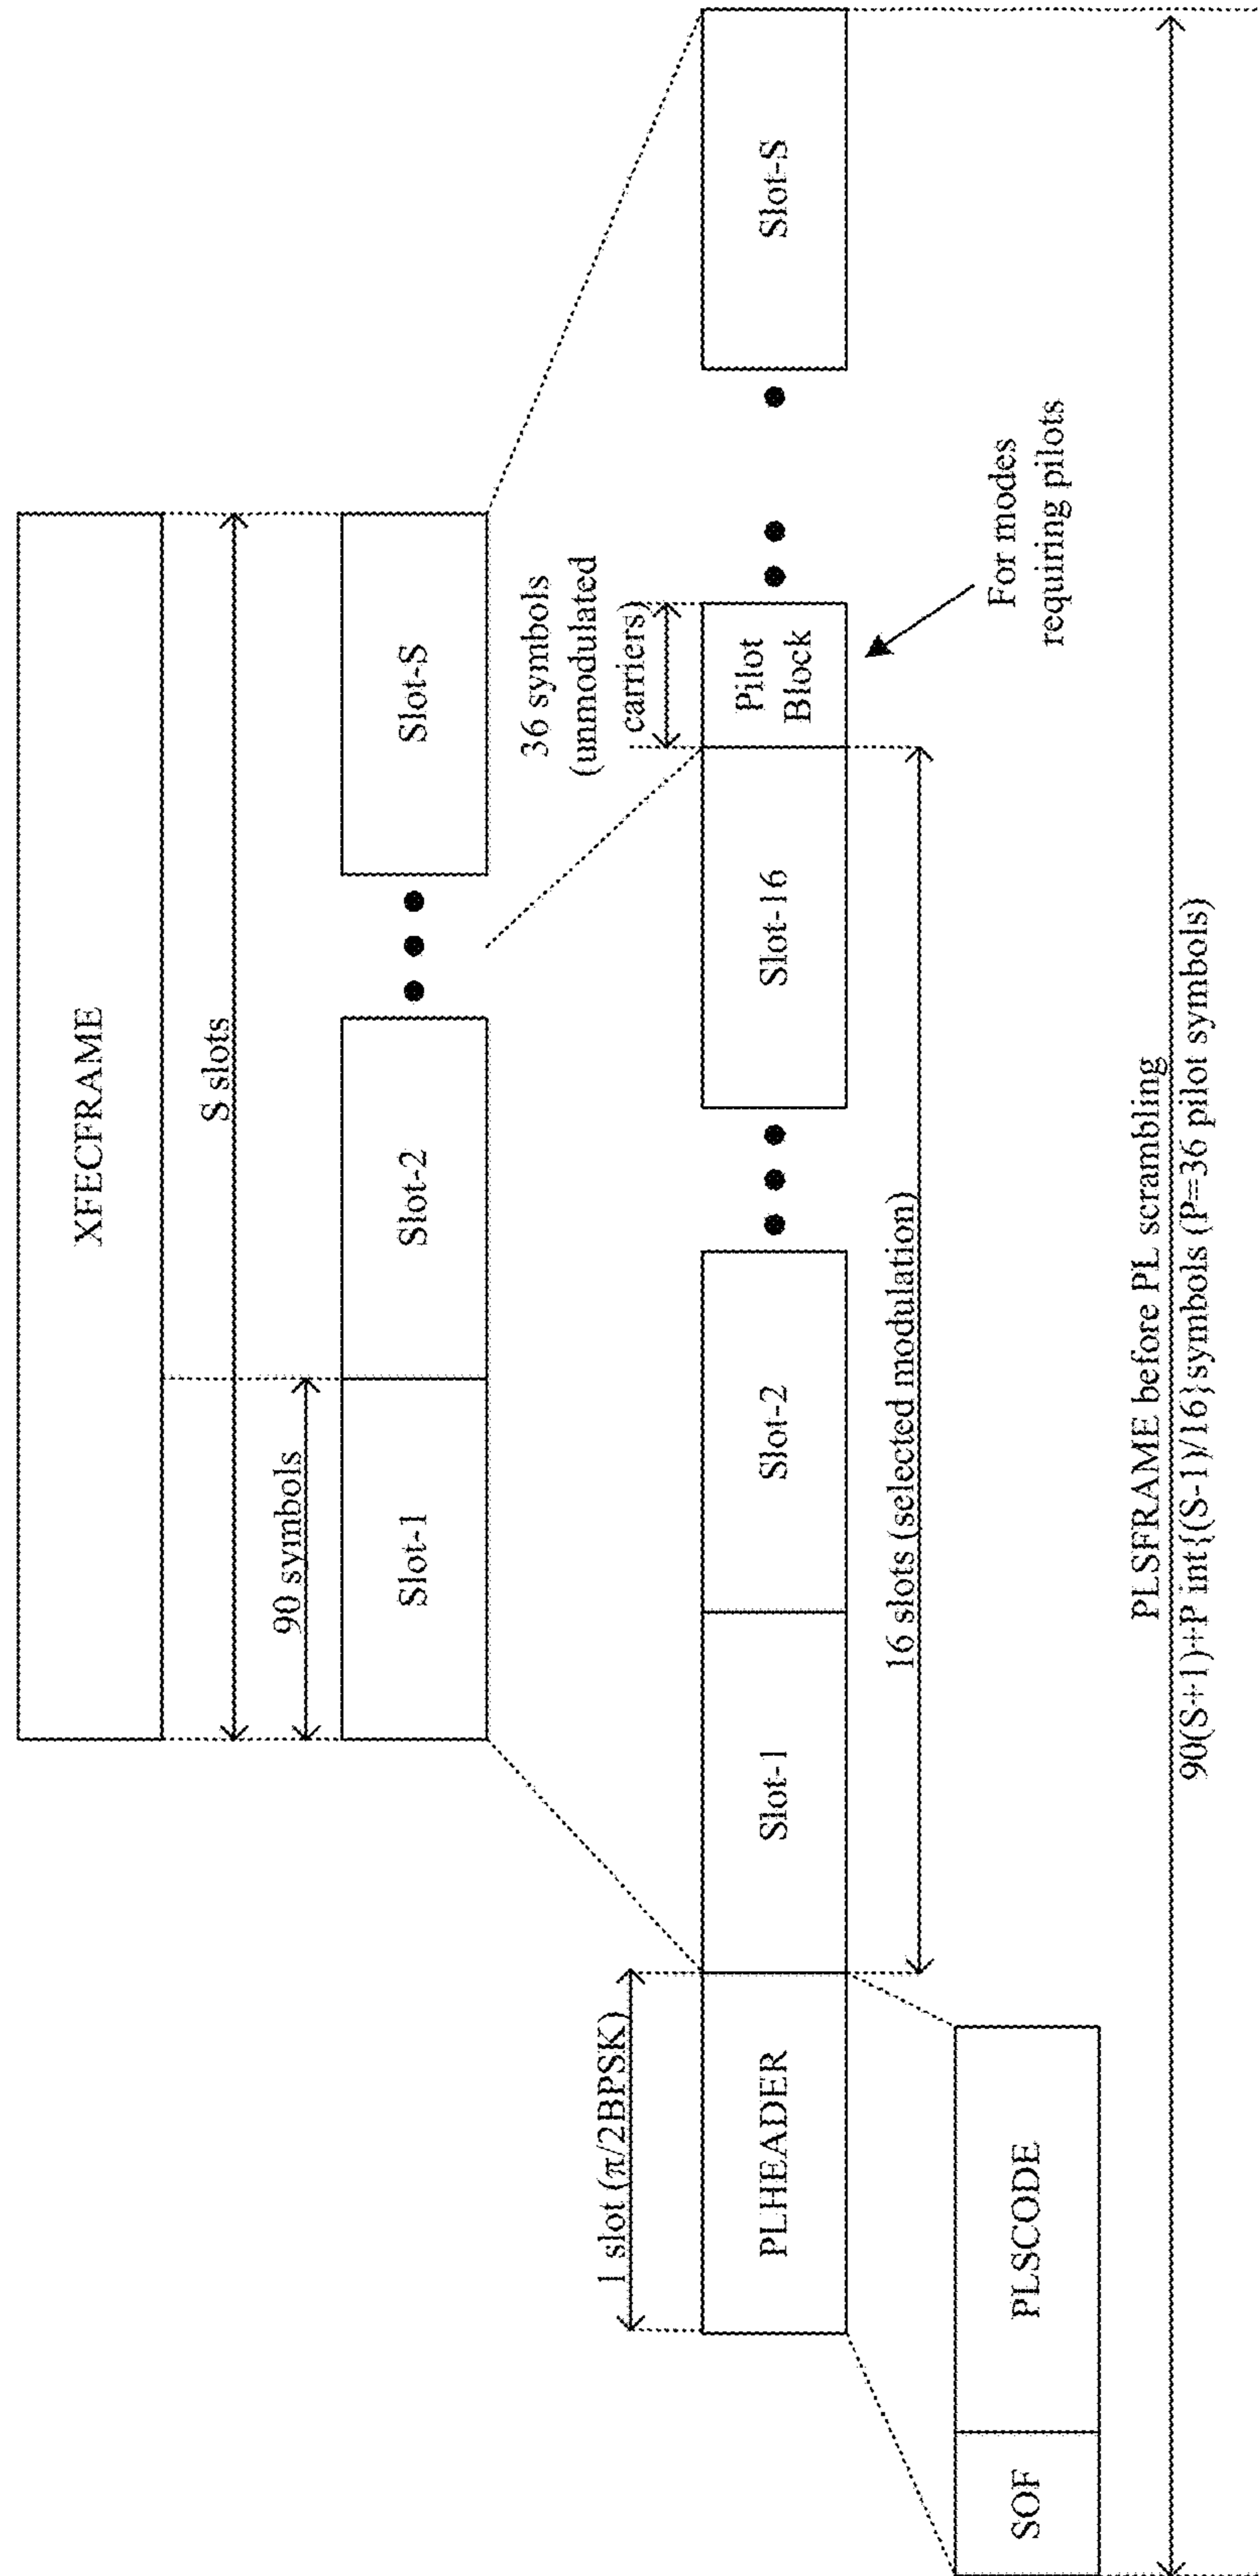 XFECFRAME
S slots
90 symbols
Slot-1
Slot-2
Slot-S
36 symbols
(unmodulated
carriers)
1 slot (π/2BPSK)
PLHEADER
Slot-1
Slot-2
Slot-16
Pilot
Block
Slot-S
16 slots (selected modulation)
For modes
requiring pilots
SOF
PLSCODE
PLSFRAME before PL scrambling
90(S+1)+P int{(S-1)/16}symbols (P=36 pilot symbols)